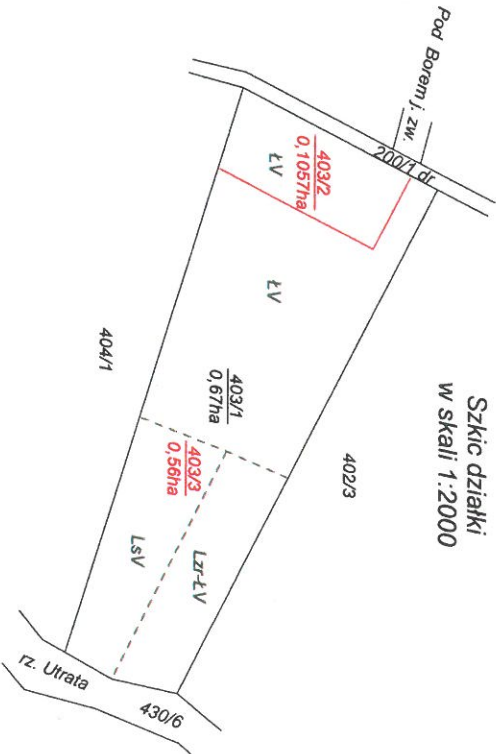 Szkic działki
w skali 1:2000
Pod Borem j. zw.
200/1 dr
403/2
0,1057ha
ŁV
ŁV
402/3
403/1
0,67ha
404/1
403/3
0,56ha
Lzr-ŁV
LsV
rz. Utrata
430/6